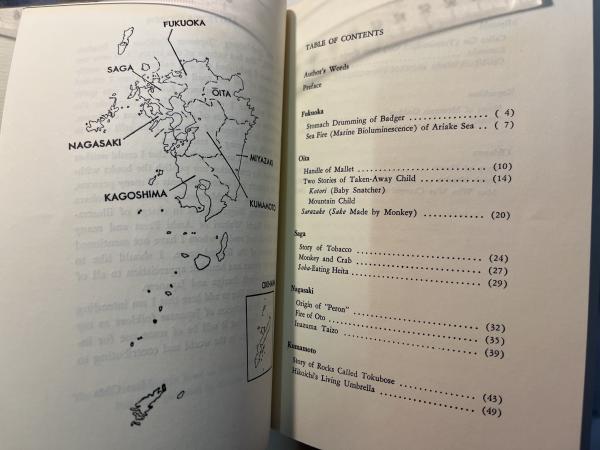 FUKUOKA
SAGA
ŌITA
NAGASAKI
MIYAZAKI
KAGOSHIMA
KUMAMOTO
TABLE OF CONTENTS
Author's Words
Preface
Fukuoka
Stomach Drumming of Badger .................... ( 4)
Sea Fire (Marine Bioluminescence) of Ariake Sea .. ( 7)
Oita
Handle of Mallet ................................ (10)
Two Stories of Taken-Away Child ................ (14)
Kotori (Baby Snatcher)
Mountain Child
Saruzake (Sake Made by Monkey) ................ (20)
Saga
Story of Tobacco ................................ (24)
Monkey and Crab ................................ (27)
Soba-Eating Heita ................................ (29)
Nagasaki
Origin of "Peron" ................................ (32)
Fire of Oto ................................ (35)
Inazuma Taizo ................................ (39)
Kumamoto
Story of Rocks Called Tokubose .................... (43)
Hikoichi's Living Umbrella ........................ (49)